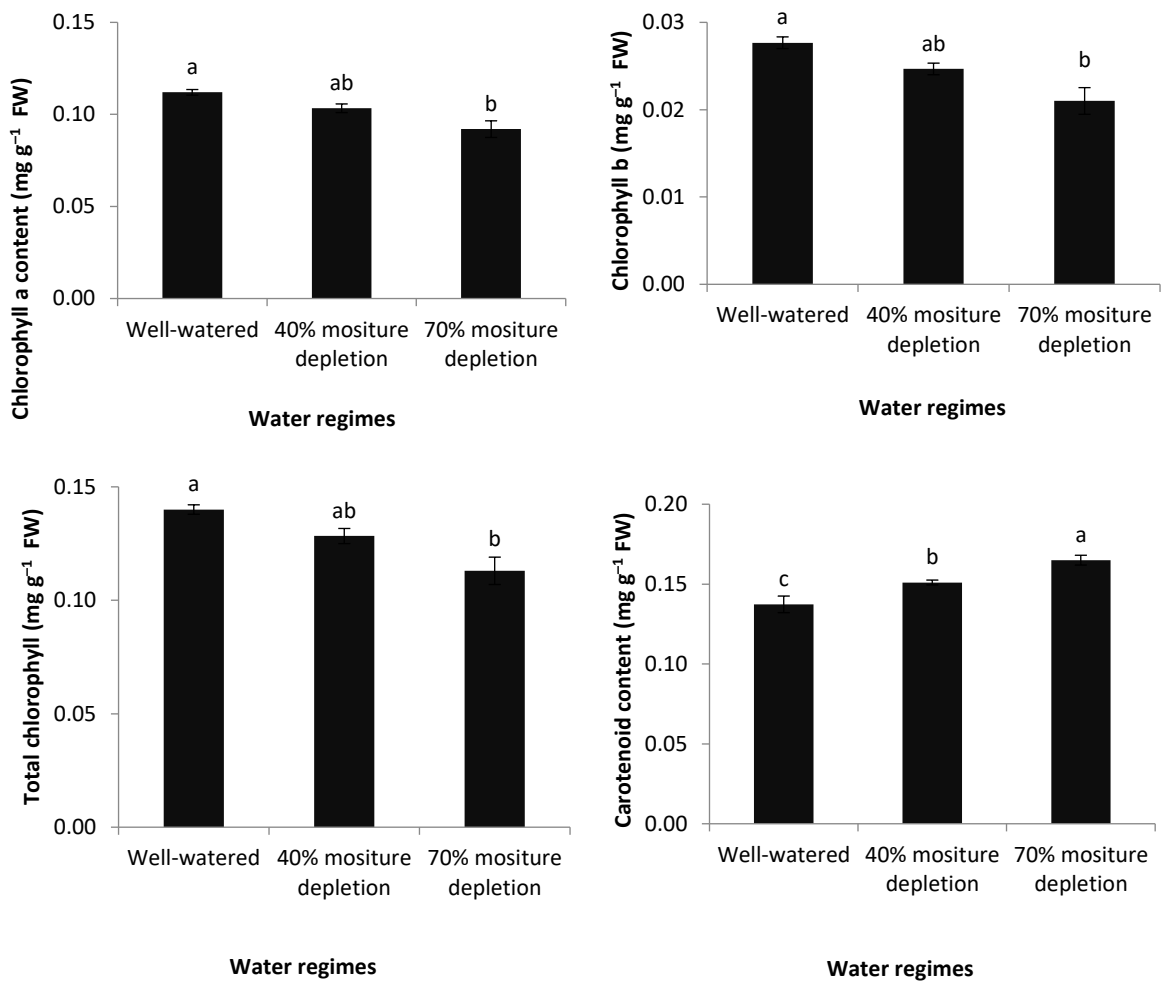 Chlorophyll a content (mg g⁻¹ FW)
0.15
0.10
0.05
0.00
a
ab
b
Well-watered
40% mositure
depletion
70% mositure
depletion
Water regimes
Chlorophyll b (mg g⁻¹ FW)
0.03
0.02
0.01
0.00
a
ab
b
Well-watered
40% mositure
depletion
70% mositure
depletion
Water regimes
Total chlorophyll (mg g⁻¹ FW)
0.15
0.10
0.05
0.00
a
ab
b
Well-watered
40% mositure
depletion
70% mositure
depletion
Water regimes
Carotenoid content (mg g⁻¹ FW)
0.20
0.15
0.10
0.05
0.00
c
b
a
Well-watered
40% mositure
depletion
70% mositure
depletion
Water regimes